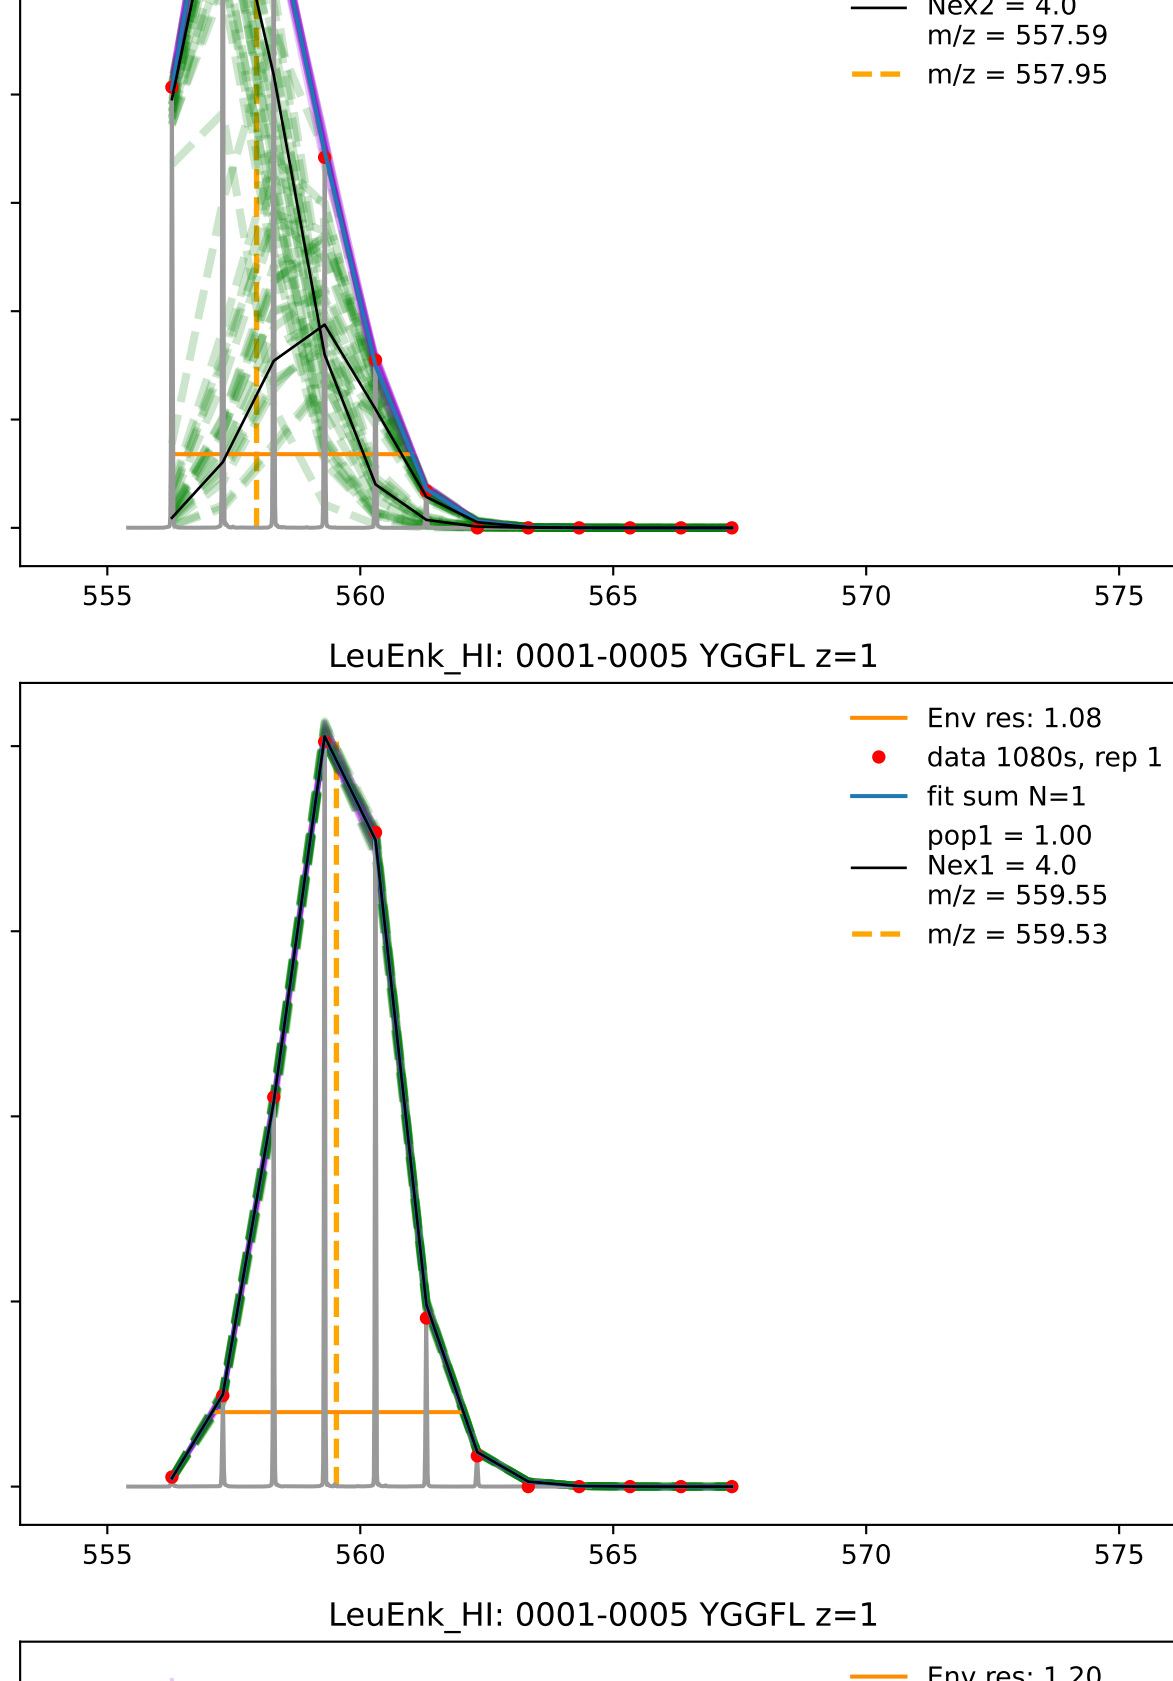 Nex2 = 4.0
m/z = 557.59
m/z = 557.95
555 560 565 570 575
LeuEnk_HI: 0001-0005 YGGFL z=1
Env res: 1.08
data 1080s, rep 1
fit sum N=1
pop1 = 1.00
Nex1 = 4.0
m/z = 559.55
m/z = 559.53
555 560 565 570 575
LeuEnk_HI: 0001-0005 YGGFL z=1
Env res: 1.20